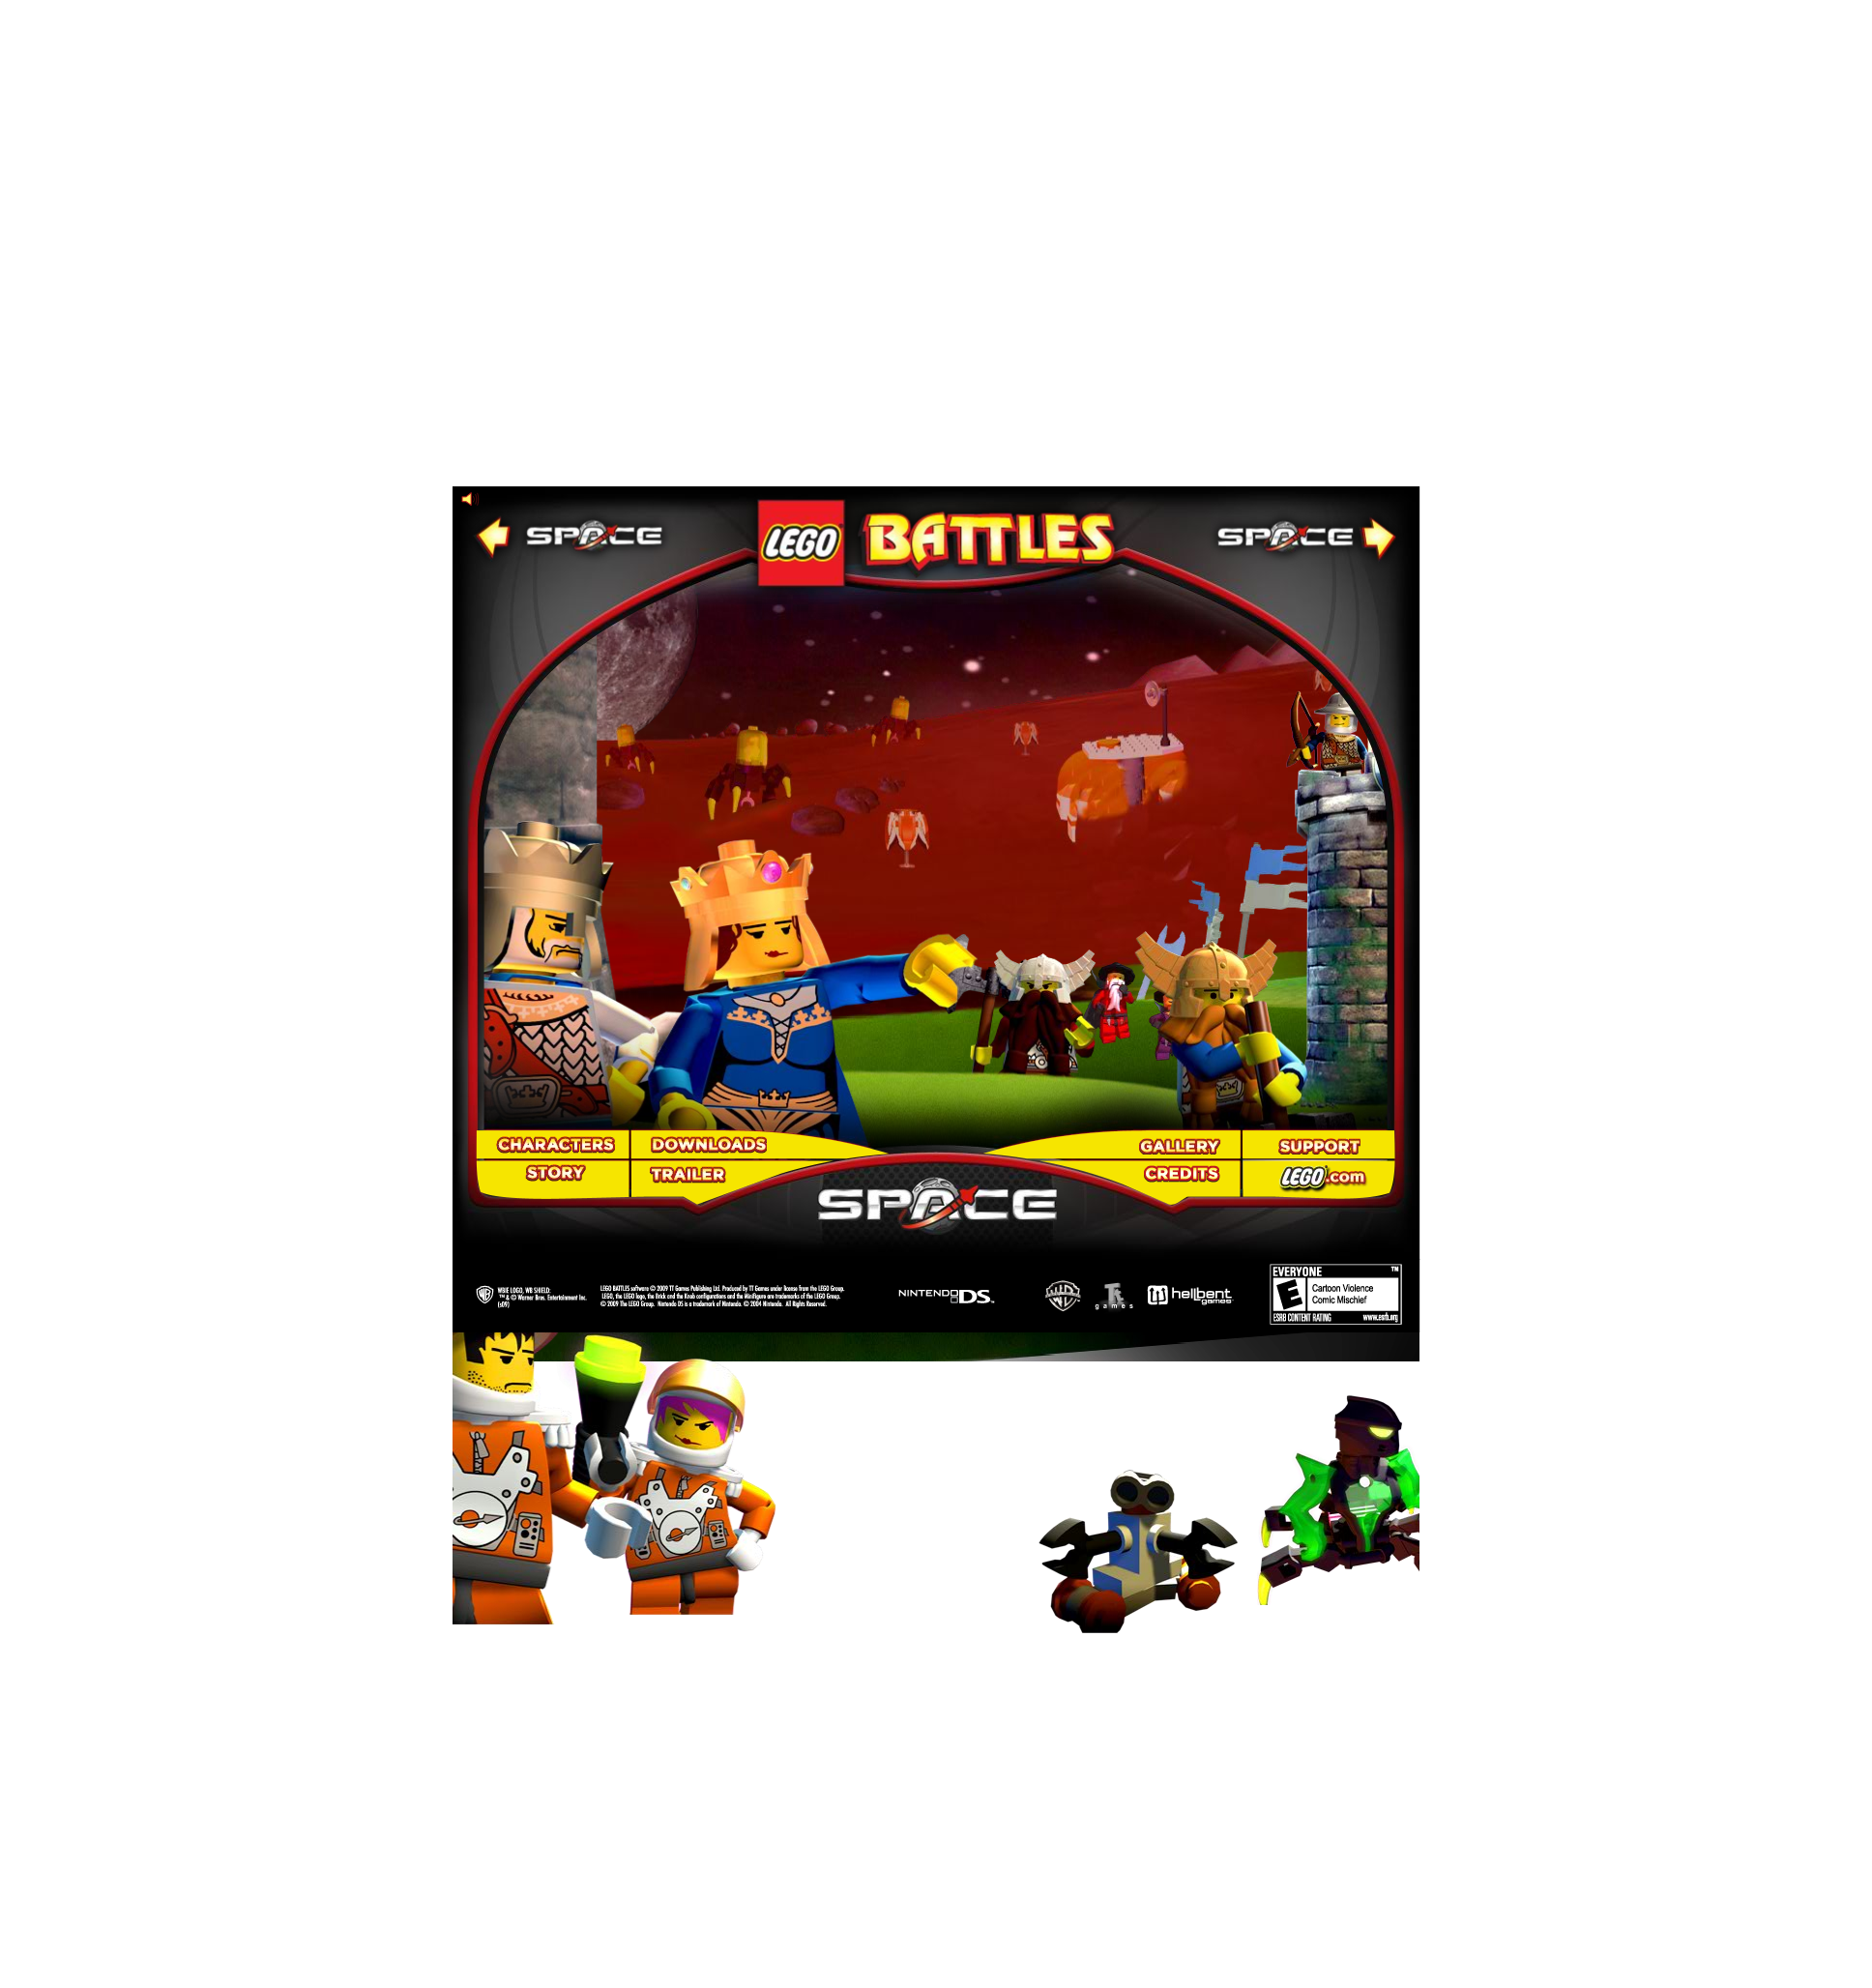 SPACE
LEGO BATTLES
SPACE
CHARACTERS
DOWNLOADS
GALLERY
SUPPORT
STORY
TRAILER
CREDITS
LEGO.com
SPACE
WBIE LOGO, WB SHIELD:
™ & © Warner Bros. Entertainment Inc.
(s09)
LEGO BATTLES software © 2009 TT Games Publishing Ltd. Produced by TT Games under license from the LEGO Group.
LEGO, the LEGO logo, the Brick and the Knob configurations and the Minifigure are trademarks of the LEGO Group.
© 2009 The LEGO Group. Nintendo DS is a trademark of Nintendo. © 2004 Nintendo. All Rights Reserved.
NINTENDO DS™
WB
TT games
hellbent games
EVERYONE ™
E
Cartoon Violence
Comic Mischief
ESRB CONTENT RATING www.esrb.org